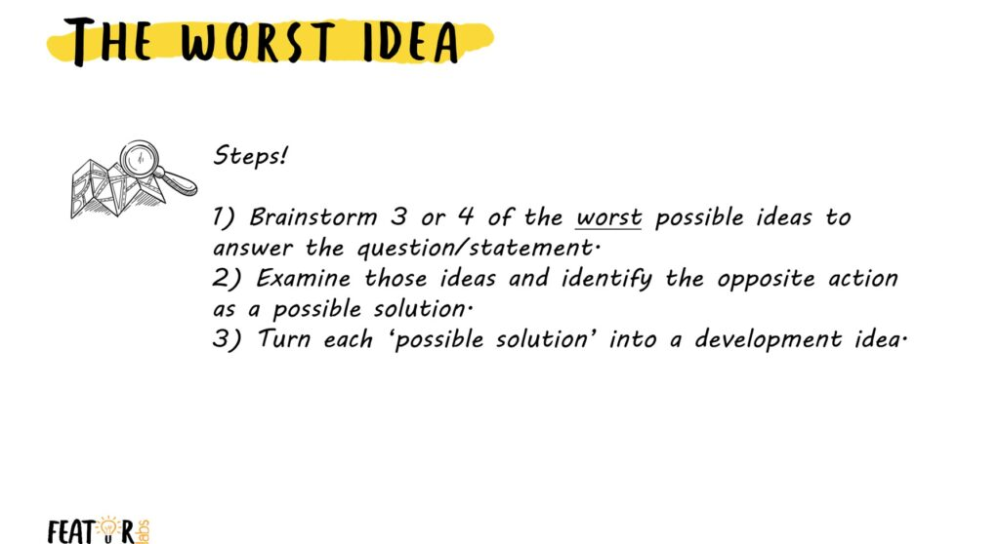 THE WORST IDEA
Steps!
1) Brainstorm 3 or 4 of the worst possible ideas to
answer the question/statement.
2) Examine those ideas and identify the opposite action
as a possible solution.
3) Turn each ‘possible solution’ into a development idea.
FEATUR labs